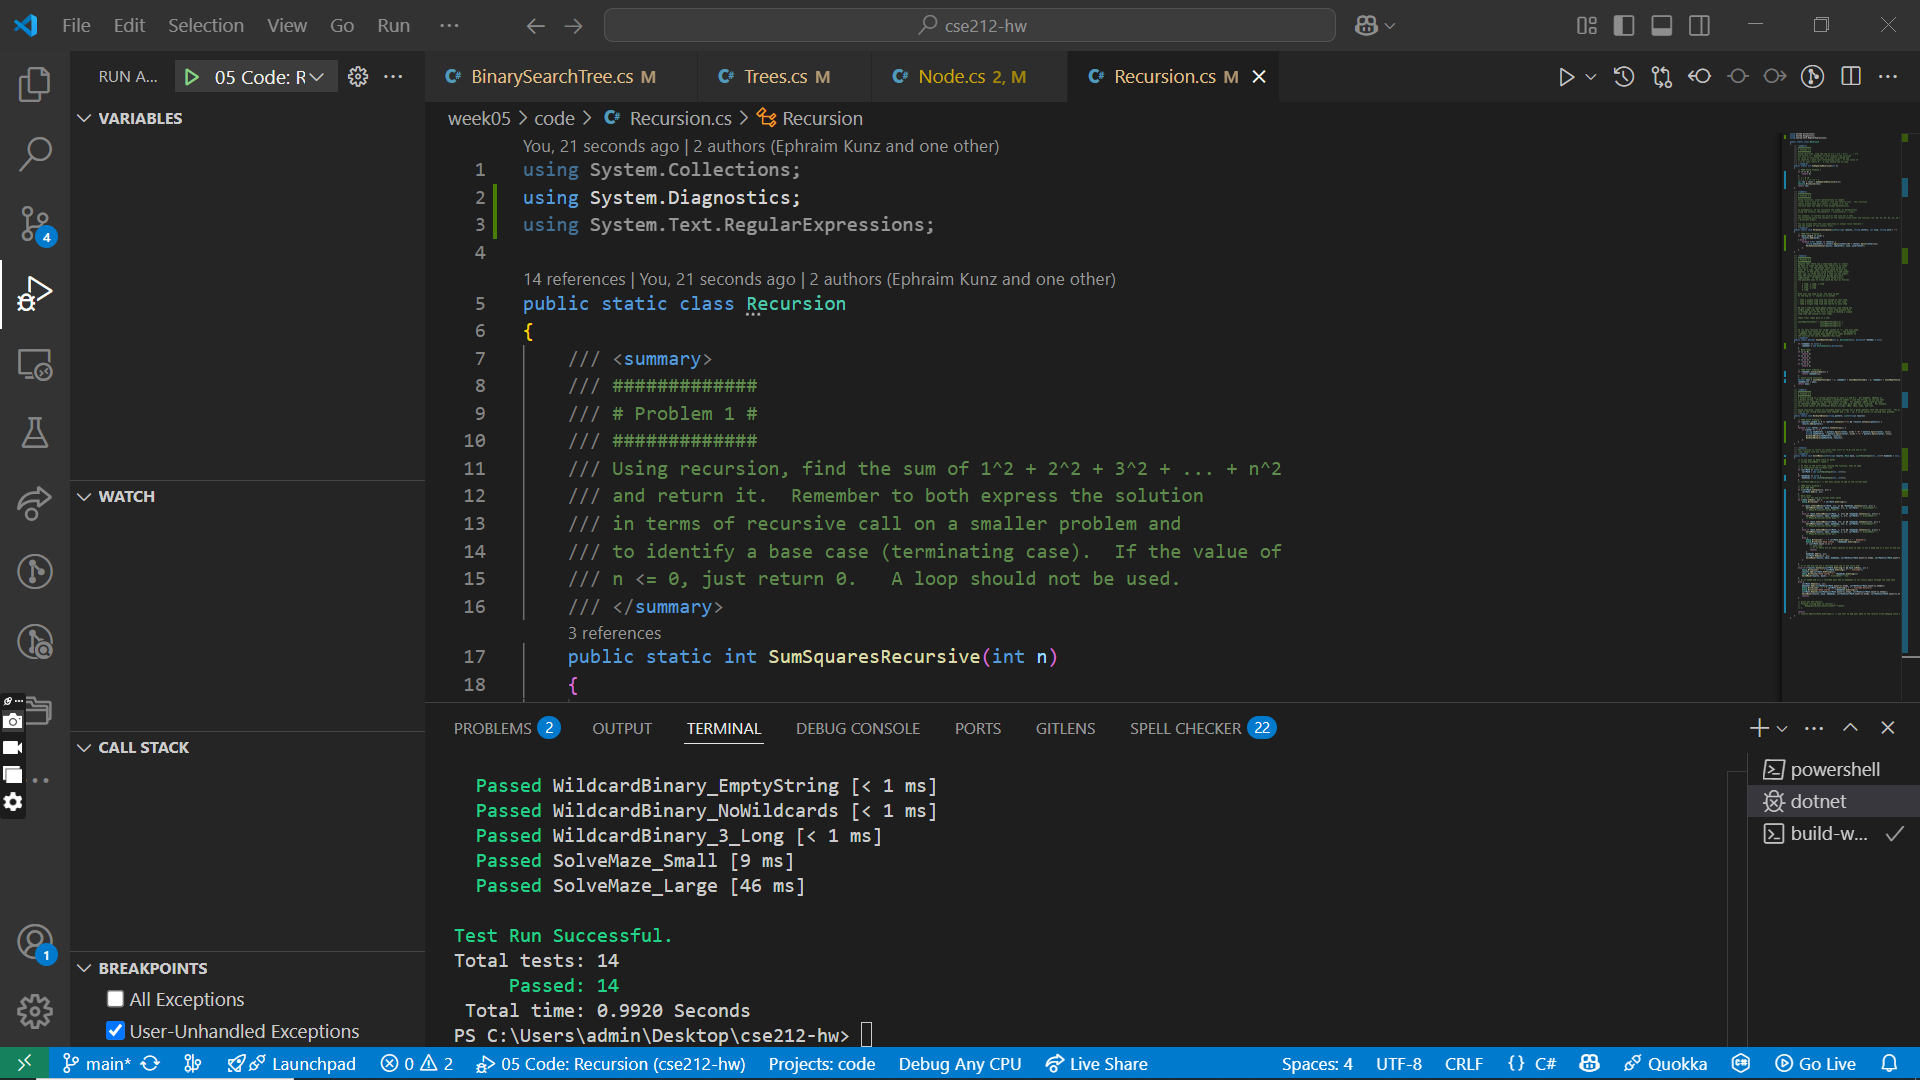 File Edit Selection View Go Run ··· cse212-hw
RUN A... 05 Code: R
BinarySearchTree.cs M
Trees.cs M
Node.cs 2, M
Recursion.cs M
VARIABLES
WATCH
CALL STACK
BREAKPOINTS
All Exceptions
User-Unhandled Exceptions
4
1
week05 > code > Recursion.cs > Recursion
You, 21 seconds ago | 2 authors (Ephraim Kunz and one other)
1 using System.Collections;
2 using System.Diagnostics;
3 using System.Text.RegularExpressions;
4
14 references | You, 21 seconds ago | 2 authors (Ephraim Kunz and one other)
5 public static class Recursion
6 {
7 /// <summary>
8 /// #############
9 /// # Problem 1 #
10 /// #############
11 /// Using recursion, find the sum of 1^2 + 2^2 + 3^2 + ... + n^2
12 /// and return it.  Remember to both express the solution
13 /// in terms of recursive call on a smaller problem and
14 /// to identify a base case (terminating case).  If the value of
15 /// n <= 0, just return 0.   A loop should not be used.
16 /// </summary>
3 references
17 public static int SumSquaresRecursive(int n)
18 {
PROBLEMS 2 OUTPUT TERMINAL DEBUG CONSOLE PORTS GITLENS SPELL CHECKER 22
Passed WildcardBinary_EmptyString [< 1 ms]
Passed WildcardBinary_NoWildcards [< 1 ms]
Passed WildcardBinary_3_Long [< 1 ms]
Passed SolveMaze_Small [9 ms]
Passed SolveMaze_Large [46 ms]
Test Run Successful.
Total tests: 14
Passed: 14
Total time: 0.9920 Seconds
PS C:\Users\admin\Desktop\cse212-hw>
powershell
dotnet
build-w...
main* Launchpad 0 2 05 Code: Recursion (cse212-hw) Projects: code Debug Any CPU Live Share Spaces: 4 UTF-8 CRLF {} C# Quokka Go Live